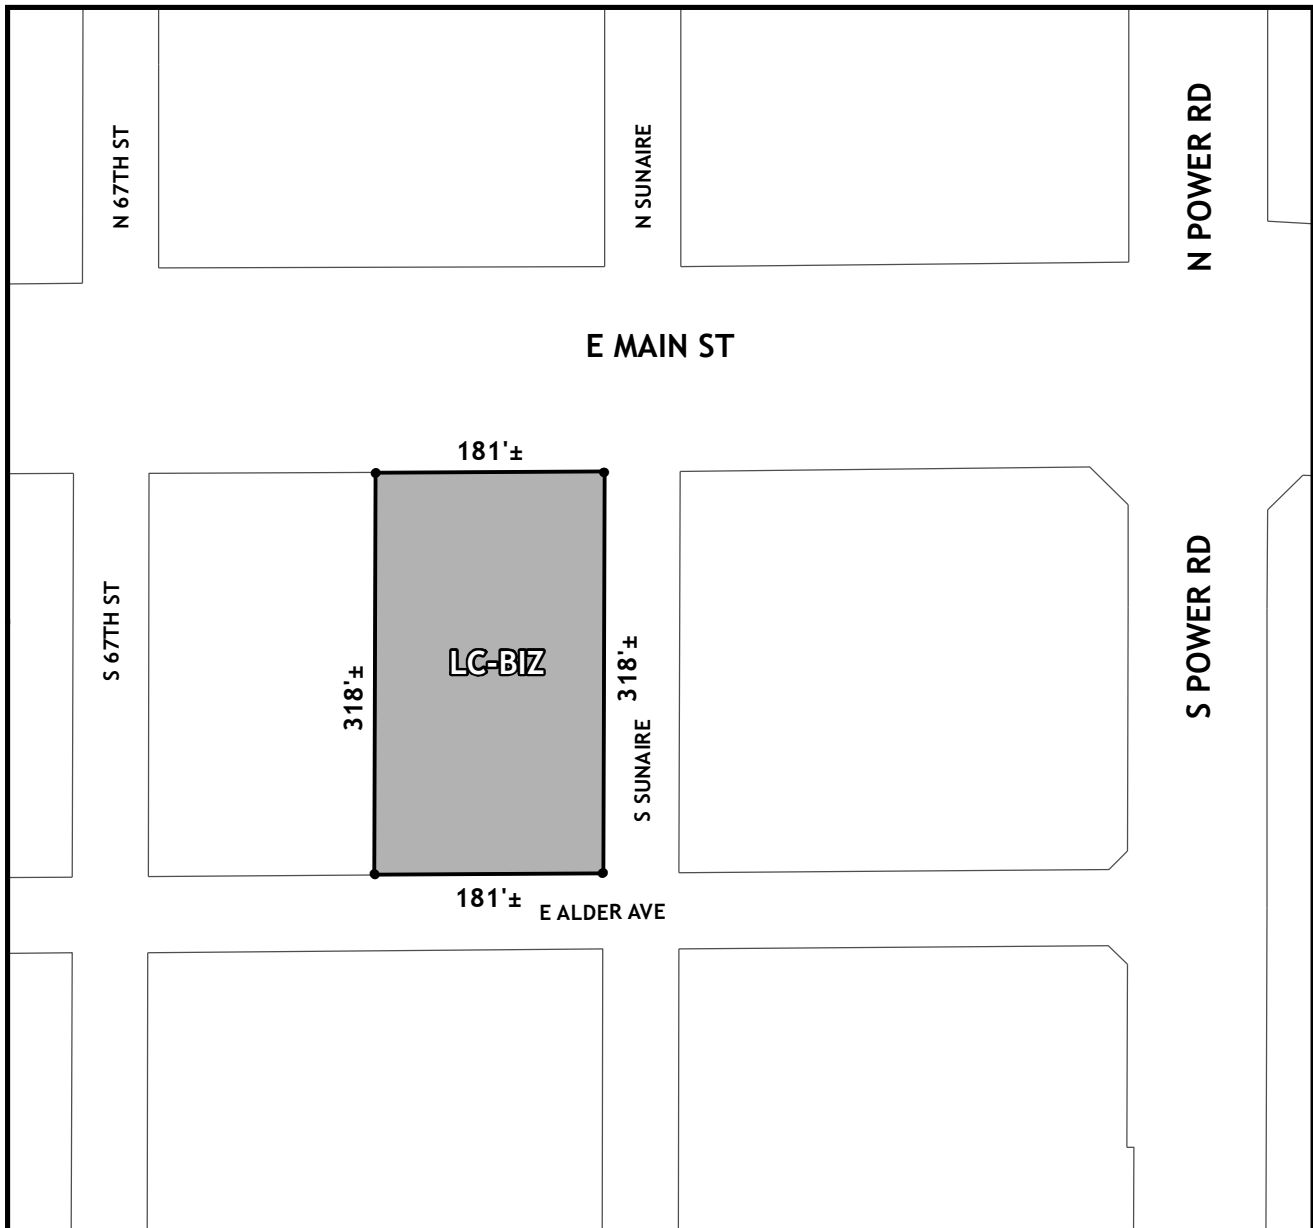 N 67TH ST
N SUNAIRE
N POWER RD
E MAIN ST
181'±
S 67TH ST
318'±
LC-BIZ
318'±
S SUNAIRE
S POWER RD
181'±
E ALDER AVE